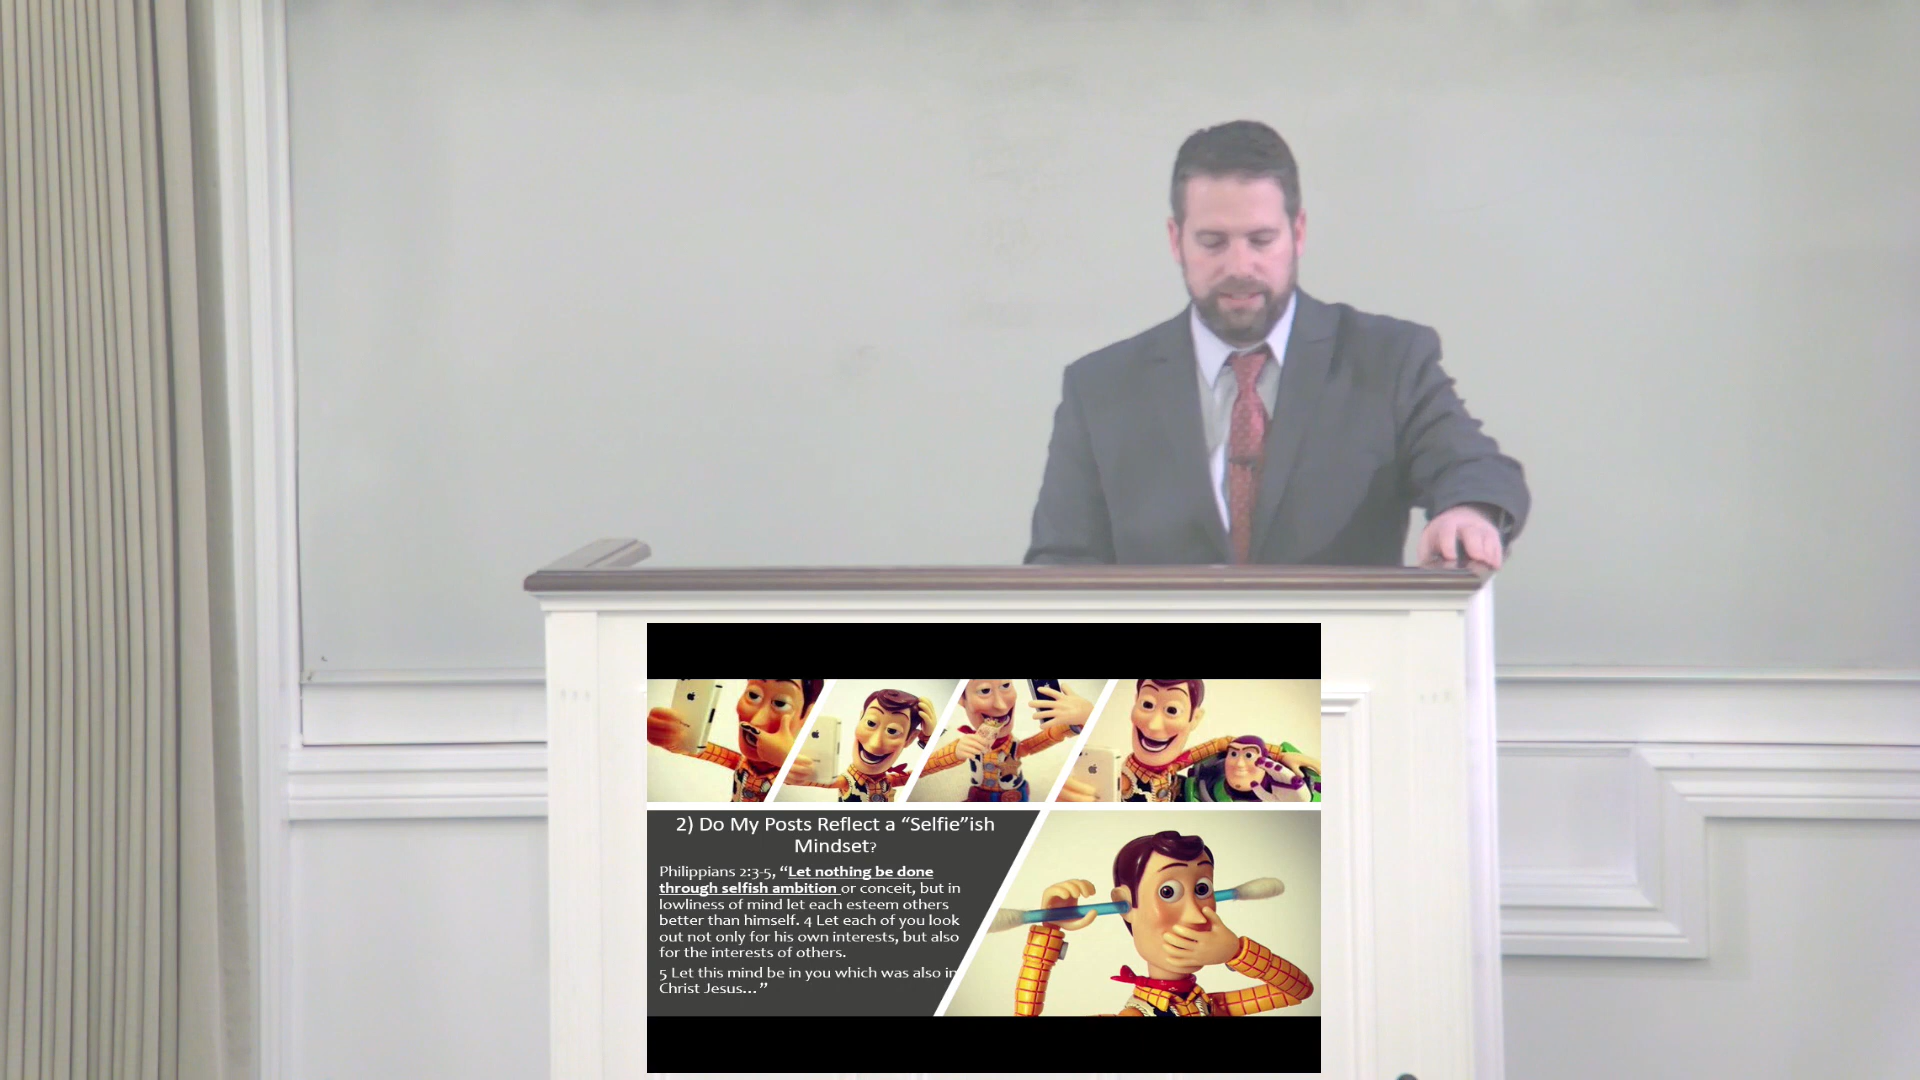 2) Do My Posts Reflect a “Selfie”ish
Mindset?
Philippians 2:3-5, “Let nothing be done
through selfish ambition or conceit, but in
lowliness of mind let each esteem others
better than himself. 4 Let each of you look
out not only for his own interests, but also
for the interests of others.
5 Let this mind be in you which was also in
Christ Jesus…”